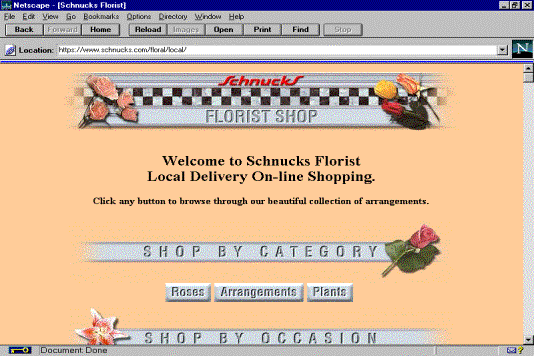 Netscape - [Schnucks Florist]
File Edit View Go Bookmarks Options Directory Window Help
Back Forward Home Reload Images Open Print Find Stop
Location: https://www.schnucks.com/floral/local/
N
Schnucks
FLORIST SHOP
Welcome to Schnucks Florist
Local Delivery On-line Shopping.
Click any button to browse through our beautiful collection of arrangements.
SHOP BY CATEGORY
Roses Arrangements Plants
SHOP BY OCCASION
Document Done